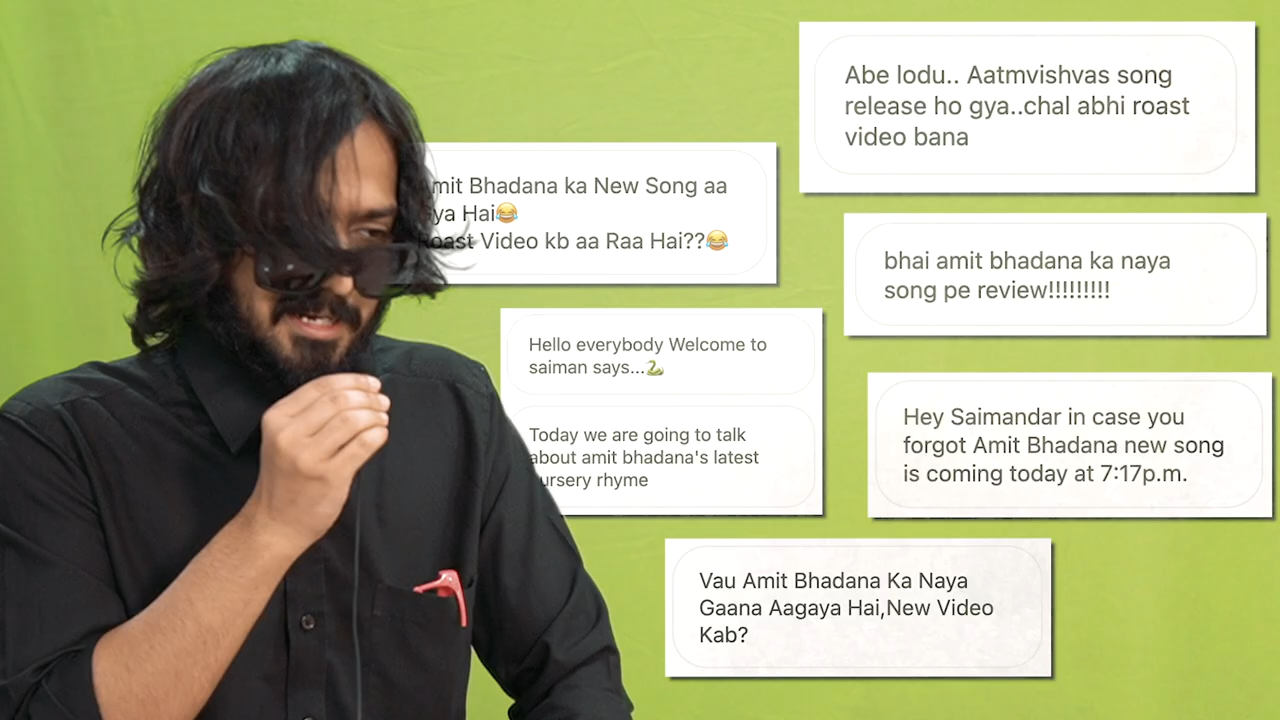 Abe lodu.. Aatmvishvas song
release ho gya..chal abhi roast
video bana
mit Bhadana ka New Song aa
ya Hai😂
Roast Video kb aa Raa Hai??😂
bhai amit bhadana ka naya
song pe review!!!!!!!!!
Hello everybody Welcome to
saiman says...🐍
Today we are going to talk
about amit bhadana's latest
ursery rhyme
Hey Saimandar in case you
forgot Amit Bhadana new song
is coming today at 7:17p.m.
Vau Amit Bhadana Ka Naya
Gaana Aagaya Hai,New Video
Kab?